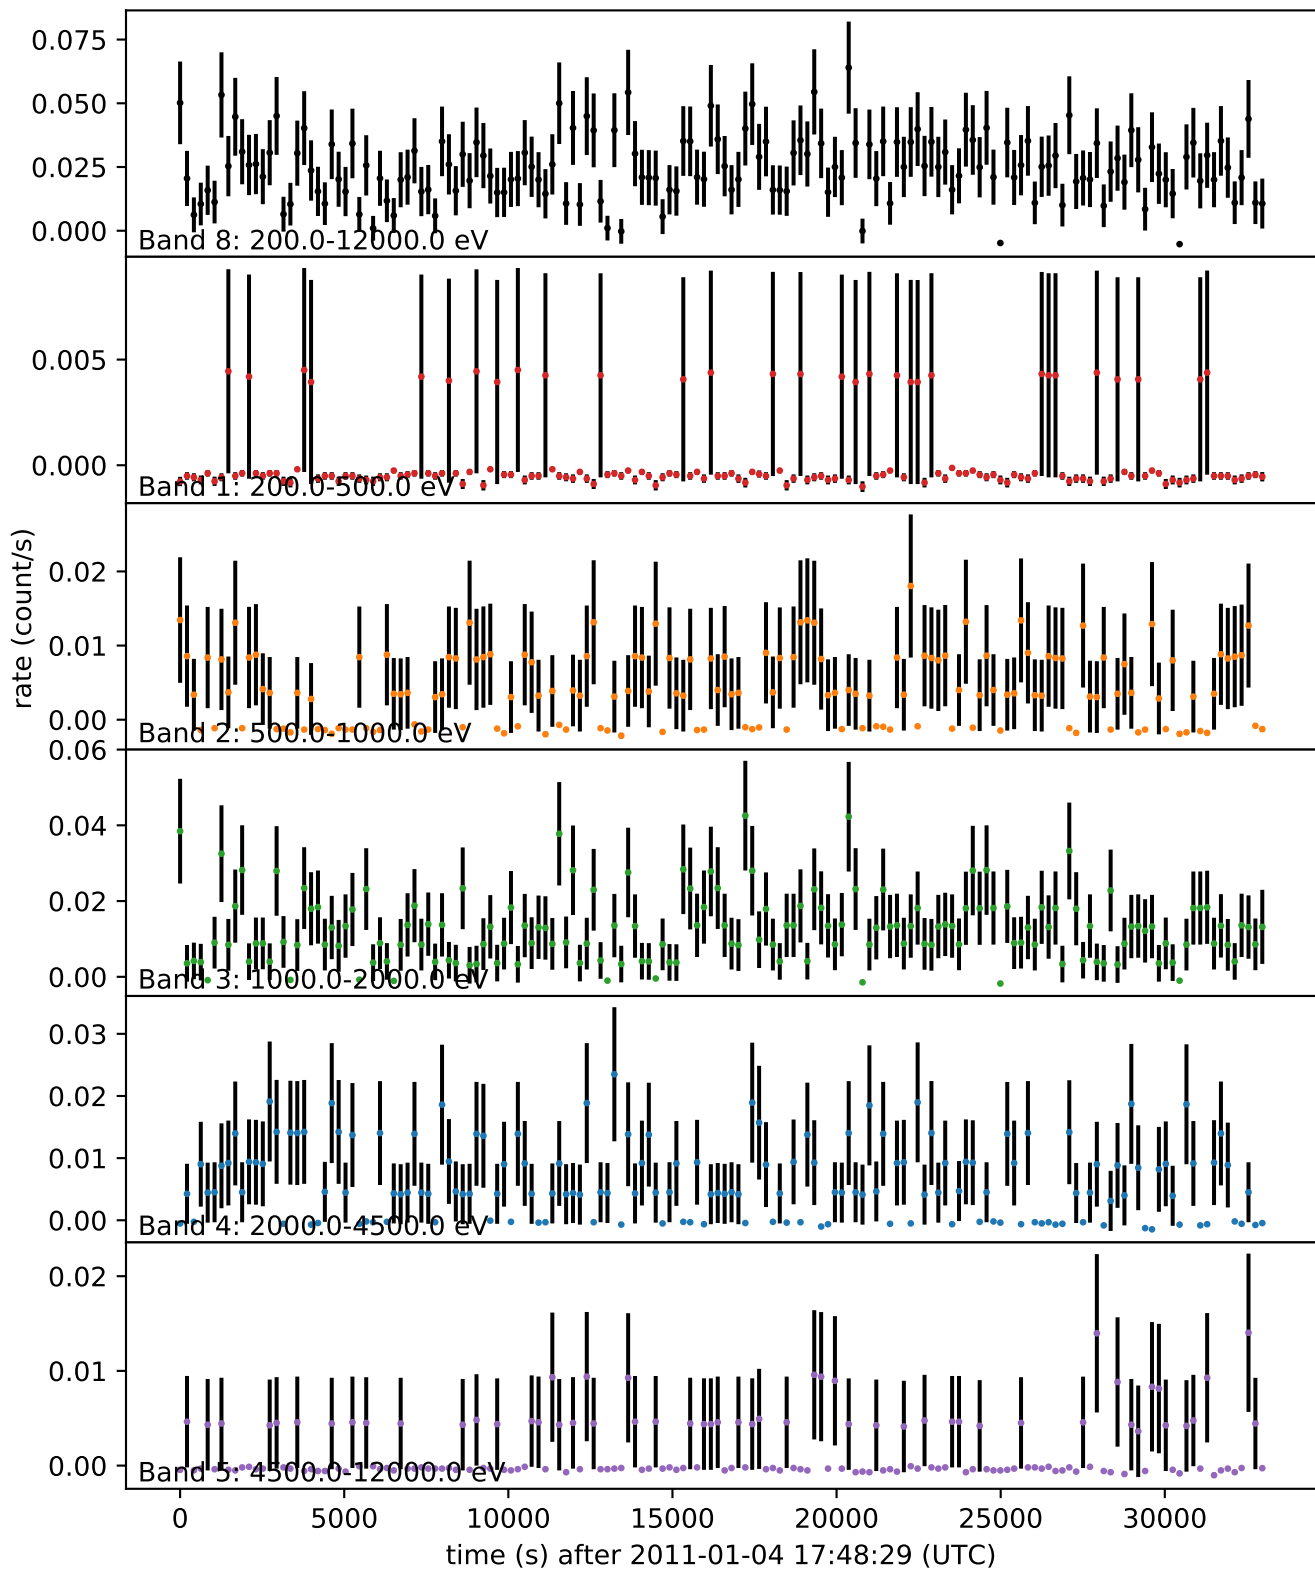 0.075
0.050
0.025
0.000
Band 8: 200.0-12000.0 eV
0.005
0.000
Band 1: 200.0-500.0 eV
rate (count/s)
0.02
0.01
0.00
Band 2: 500.0-1000.0 eV
0.06
0.04
0.02
0.00
Band 3: 1000.0-2000.0 eV
0.03
0.02
0.01
0.00
Band 4: 2000.0-4500.0 eV
0.02
0.01
0.00
Band 5: 4500.0-12000.0 eV
0 5000 10000 15000 20000 25000 30000
time (s) after 2011-01-04 17:48:29 (UTC)